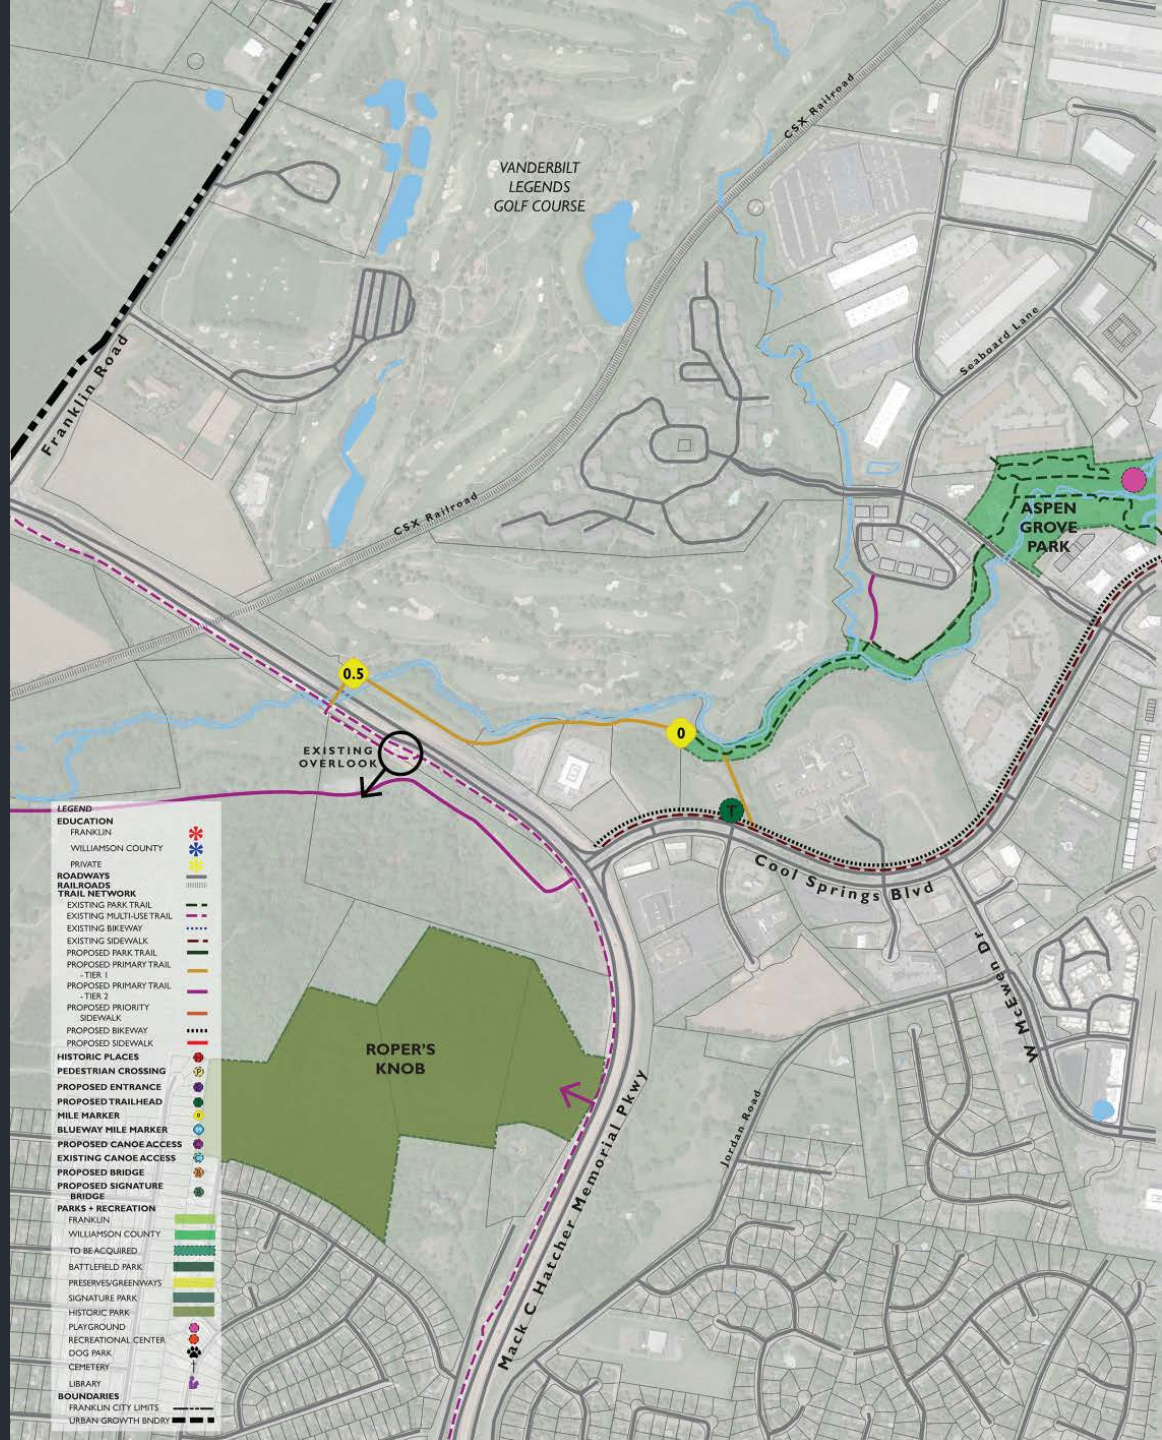 VANDERBILT
LEGENDS
GOLF COURSE
CSX Railroad
Franklin Road
Seaboard Lane
CSX Railroad
ASPEN
GROVE
PARK
0.5
0
EXISTING
OVERLOOK
T
Cool Springs Blvd
W McEwen Dr
ROPER'S
KNOB
Jordan Road
Mack C Hatcher Memorial Pkwy
LEGEND
EDUCATION
FRANKLIN
WILLIAMSON COUNTY
PRIVATE
ROADWAYS
RAILROADS
TRAIL NETWORK
EXISTING PARK TRAIL
EXISTING MULTI-USE TRAIL
EXISTING BIKEWAY
EXISTING SIDEWALK
PROPOSED PARK TRAIL
PROPOSED PRIMARY TRAIL
- TIER 1
PROPOSED PRIMARY TRAIL
- TIER 2
PROPOSED PRIORITY
SIDEWALK
PROPOSED BIKEWAY
PROPOSED SIDEWALK
HISTORIC PLACES
PEDESTRIAN CROSSING
PROPOSED ENTRANCE
PROPOSED TRAILHEAD
MILE MARKER
BLUEWAY MILE MARKER
PROPOSED CANOE ACCESS
EXISTING CANOE ACCESS
PROPOSED BRIDGE
PROPOSED SIGNATURE
BRIDGE
PARKS + RECREATION
FRANKLIN
WILLIAMSON COUNTY
TO BE ACQUIRED
BATTLEFIELD PARK
PRESERVES/GREENWAYS
SIGNATURE PARK
HISTORIC PARK
PLAYGROUND
RECREATIONAL CENTER
DOG PARK
CEMETERY
LIBRARY
BOUNDARIES
FRANKLIN CITY LIMITS
URBAN GROWTH BNDRY